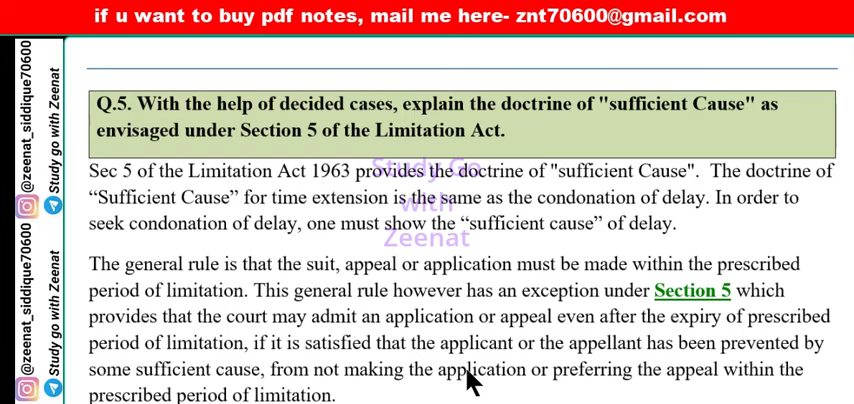 if u want to buy pdf notes, mail me here- znt70600@gmail.com
@zeenat_siddique70600
Study go with Zeenat
@zeenat_siddique70600
Study go with Zeenat
Q.5. With the help of decided cases, explain the doctrine of "sufficient Cause" as
envisaged under Section 5 of the Limitation Act.
Study Go
with
Zeenat
Sec 5 of the Limitation Act 1963 provides the doctrine of "sufficient Cause".  The doctrine of
“Sufficient Cause” for time extension is the same as the condonation of delay. In order to
seek condonation of delay, one must show the “sufficient cause” of delay.
The general rule is that the suit, appeal or application must be made within the prescribed
period of limitation. This general rule however has an exception under Section 5 which
provides that the court may admit an application or appeal even after the expiry of prescribed
period of limitation, if it is satisfied that the applicant or the appellant has been prevented by
some sufficient cause, from not making the application or preferring the appeal within the
prescribed period of limitation.